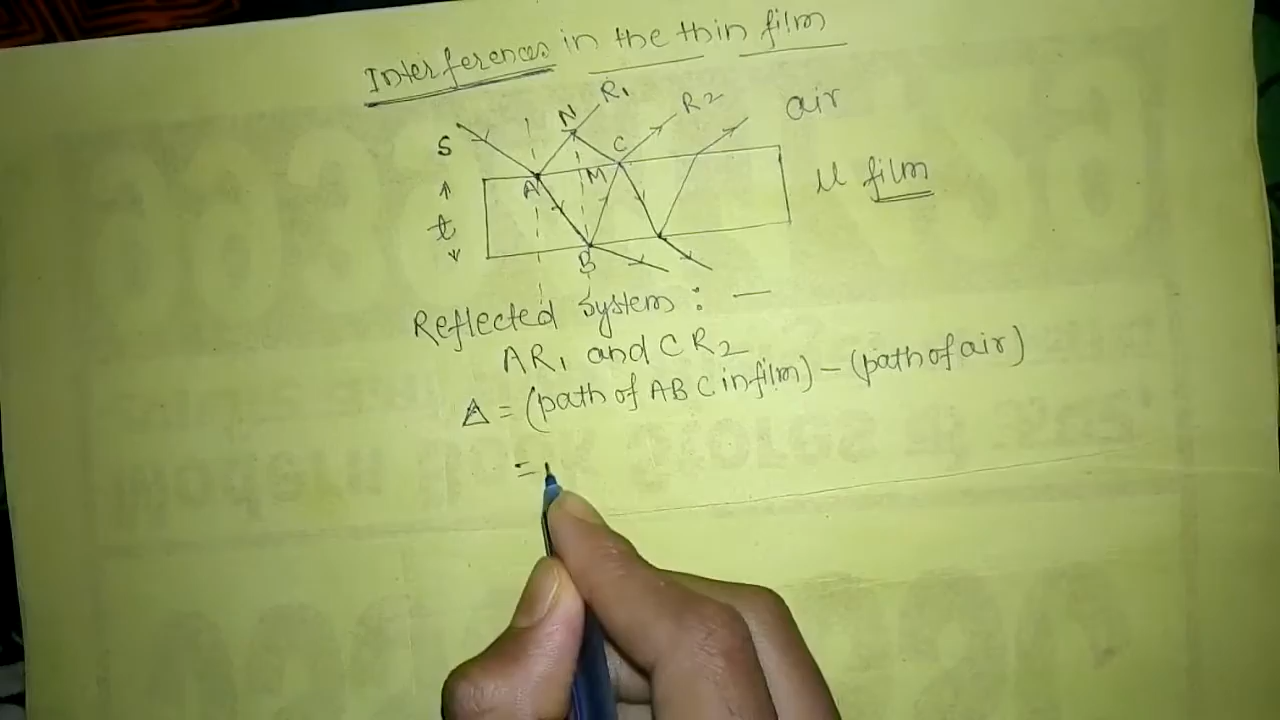 Interferences in the thin film
R1
R2
N
air
S
C
A
M
μ film
t
B
Reflected System : —
AR1 and CR2
Δ = (path of ABC in film) – (path of air)
=